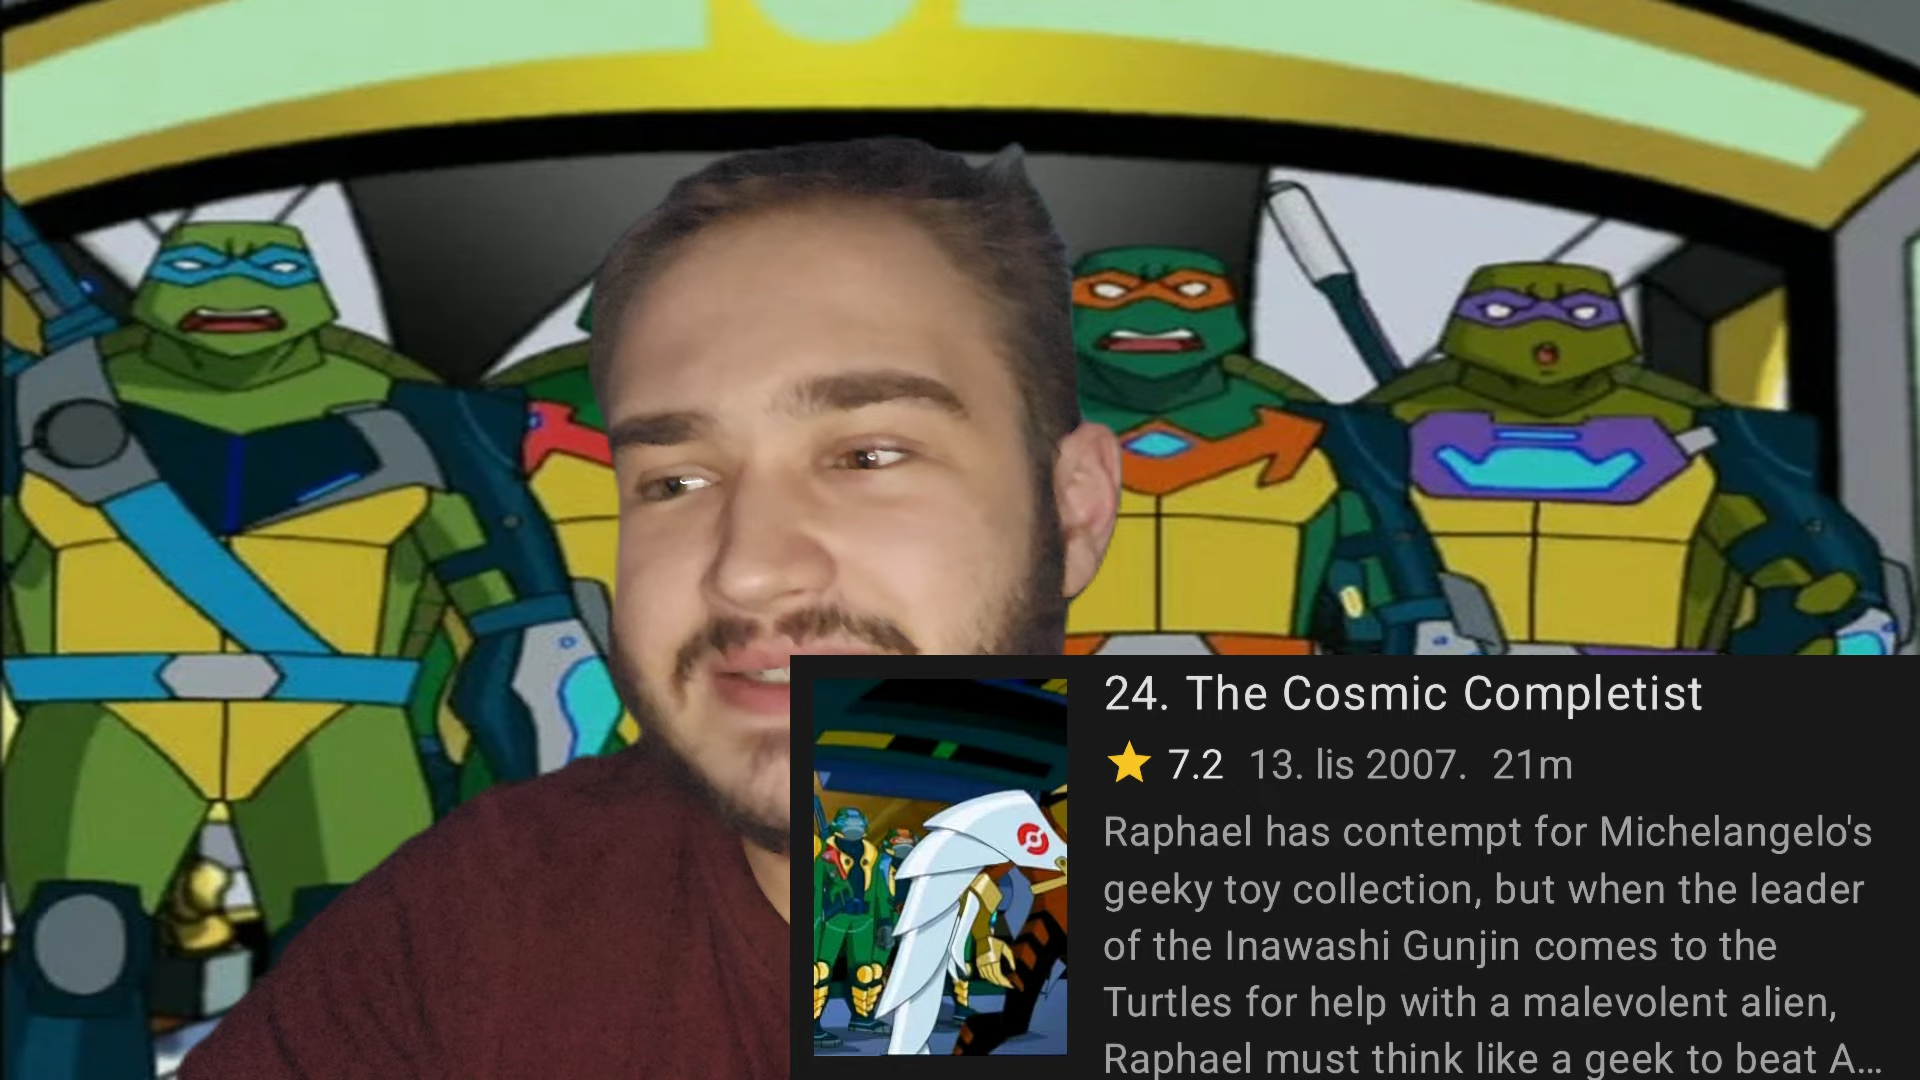 24. The Cosmic Completist
7.2 13. lis 2007. 21m
Raphael has contempt for Michelangelo's
geeky toy collection, but when the leader
of the Inawashi Gunjin comes to the
Turtles for help with a malevolent alien,
Raphael must think like a geek to beat A...